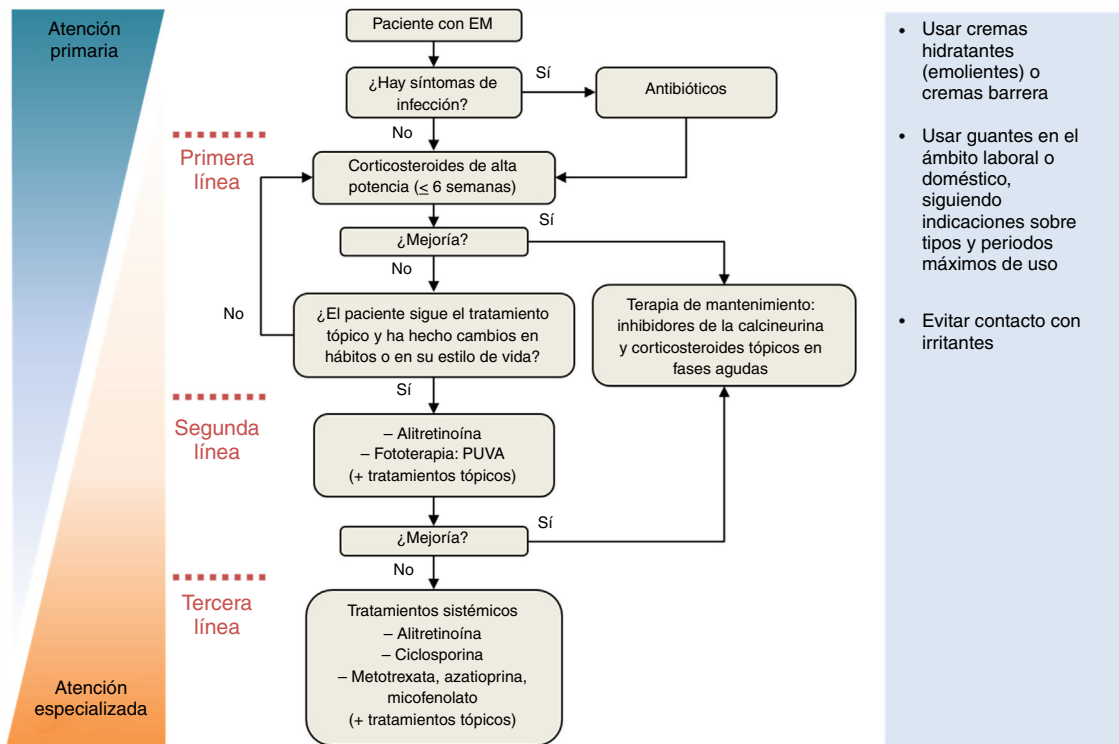 Atención
primaria
Paciente con EM
¿Hay síntomas de
infección?
Sí
Antibióticos
No
Primera
línea
Corticosteroides de alta
potencia (≤ 6 semanas)
Sí
¿Mejoría?
No
No
¿El paciente sigue el tratamiento
tópico y ha hecho cambios en
hábitos o en su estilo de vida?
Terapia de mantenimiento:
inhibidores de la calcineurina
y corticosteroides tópicos en
fases agudas
Sí
Segunda
línea
– Alitretinoína
– Fototerapia: PUVA
(+ tratamientos tópicos)
Sí
¿Mejoría?
No
Tercera
línea
Tratamientos sistémicos
– Alitretinoína
– Ciclosporina
– Metotrexata, azatioprina,
micofenolato
(+ tratamientos tópicos)
Atención
especializada
• Usar cremas
hidratantes
(emolientes) o
cremas barrera
• Usar guantes en el
ámbito laboral o
doméstico,
siguiendo
indicaciones sobre
tipos y periodos
máximos de uso
• Evitar contacto con
irritantes